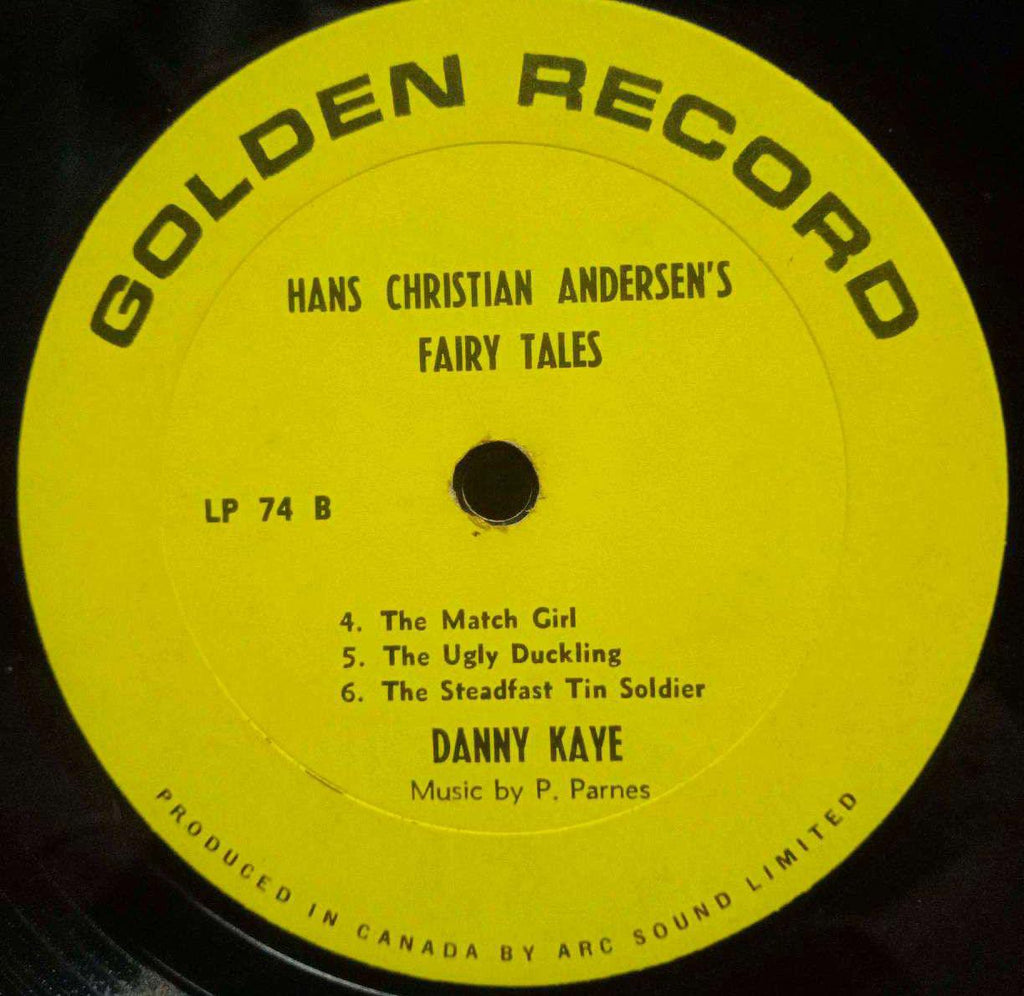 GOLDEN RECORD
HANS CHRISTIAN ANDERSEN'S
FAIRY TALES
LP 74 B
4. The Match Girl
5. The Ugly Duckling
6. The Steadfast Tin Soldier
DANNY KAYE
Music by P. Parnes
PRODUCED IN CANADA BY ARC SOUND LIMITED